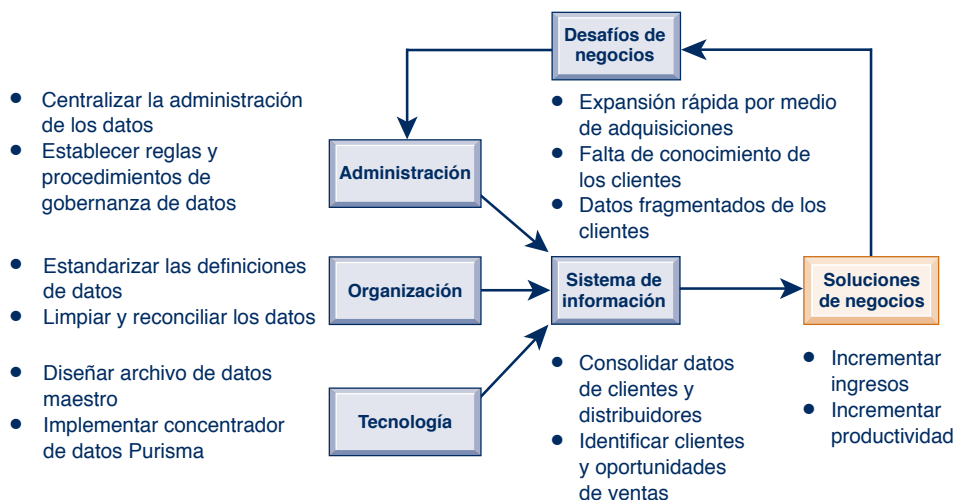 Desafíos de
negocios
• Centralizar la administración
de los datos
• Establecer reglas y
procedimientos de
gobernanza de datos
Administración
• Expansión rápida por medio
de adquisiciones
• Falta de conocimiento de
los clientes
• Datos fragmentados de los
clientes
• Estandarizar las definiciones
de datos
• Limpiar y reconciliar los datos
Organización
Sistema de
información
Soluciones
de negocios
• Diseñar archivo de datos
maestro
• Implementar concentrador
de datos Purisma
Tecnología
• Consolidar datos
de clientes y
distribuidores
• Identificar clientes
y oportunidades
de ventas
• Incrementar
ingresos
• Incrementar
productividad